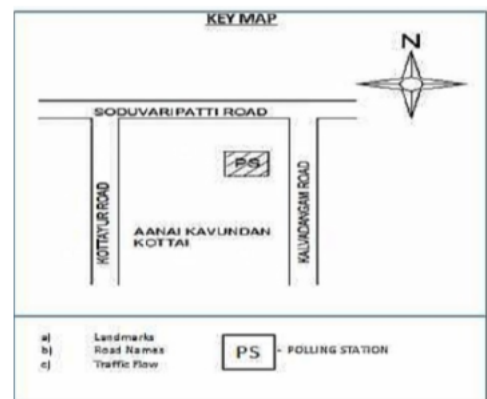 KEY MAP
N
SODUVARIPATTI ROAD
PS
KOTTAYUR ROAD
KALVADANGAM ROAD
AANAI KAVUNDAN
KOTTAI
a) Landmarks
b) Road Names
c) Traffic Flow
PS - POLLING STATION